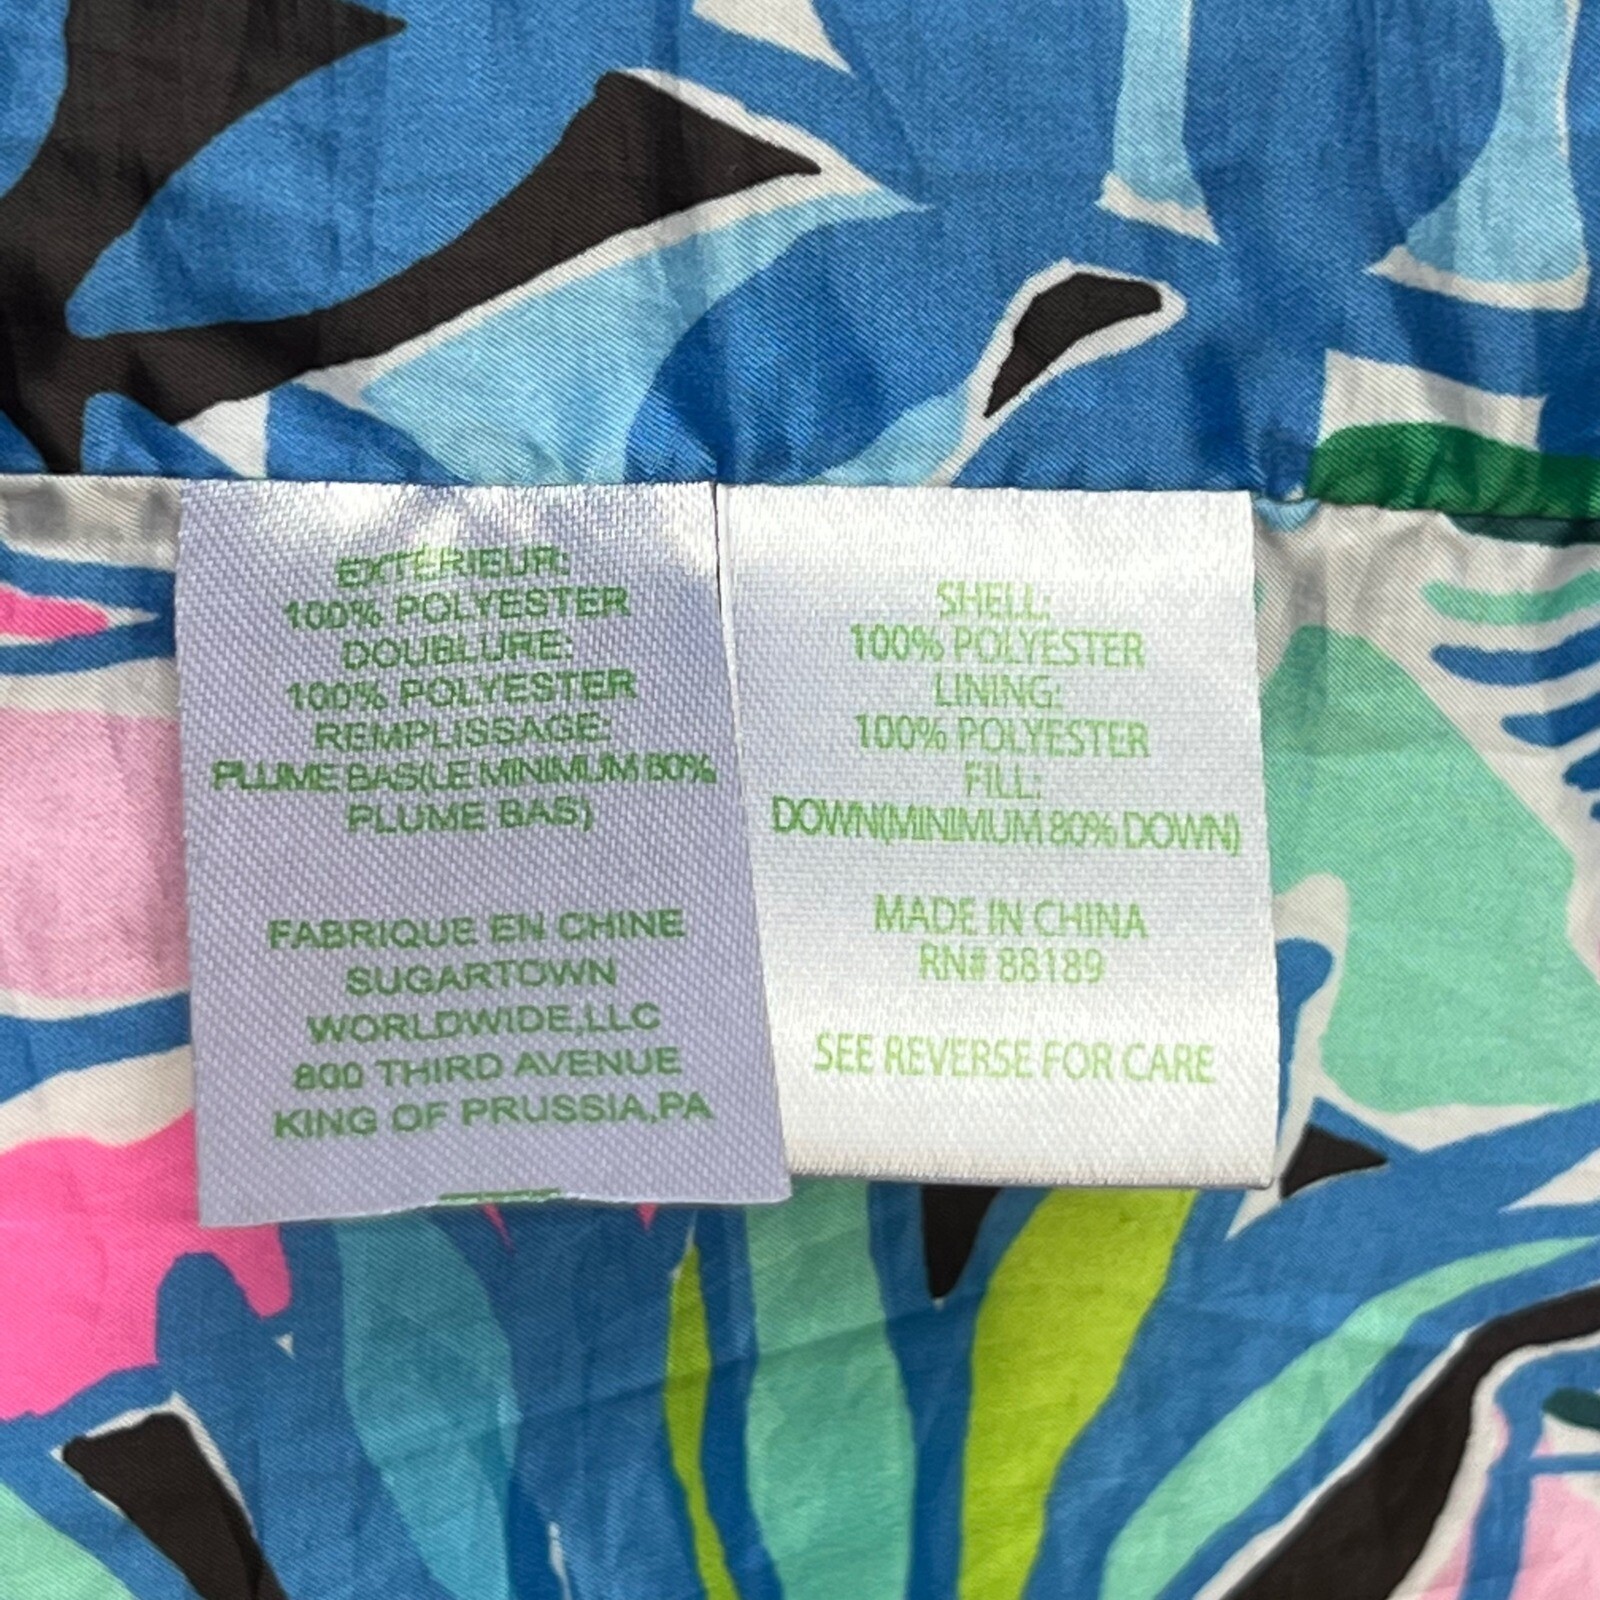 EXTÉRIEUR:
100% POLYESTER
DOUBLURE:
100% POLYESTER
REMPLISSAGE:
PLUME BAS(LE MINIMUM 80%
PLUME BAS)
FABRIQUE EN CHINE
SUGARTOWN
WORLDWIDE,LLC
800 THIRD AVENUE
KING OF PRUSSIA,PA
SHELL:
100% POLYESTER
LINING:
100% POLYESTER
FILL:
DOWN(MINIMUM 80% DOWN)
MADE IN CHINA
RN# 88189
SEE REVERSE FOR CARE